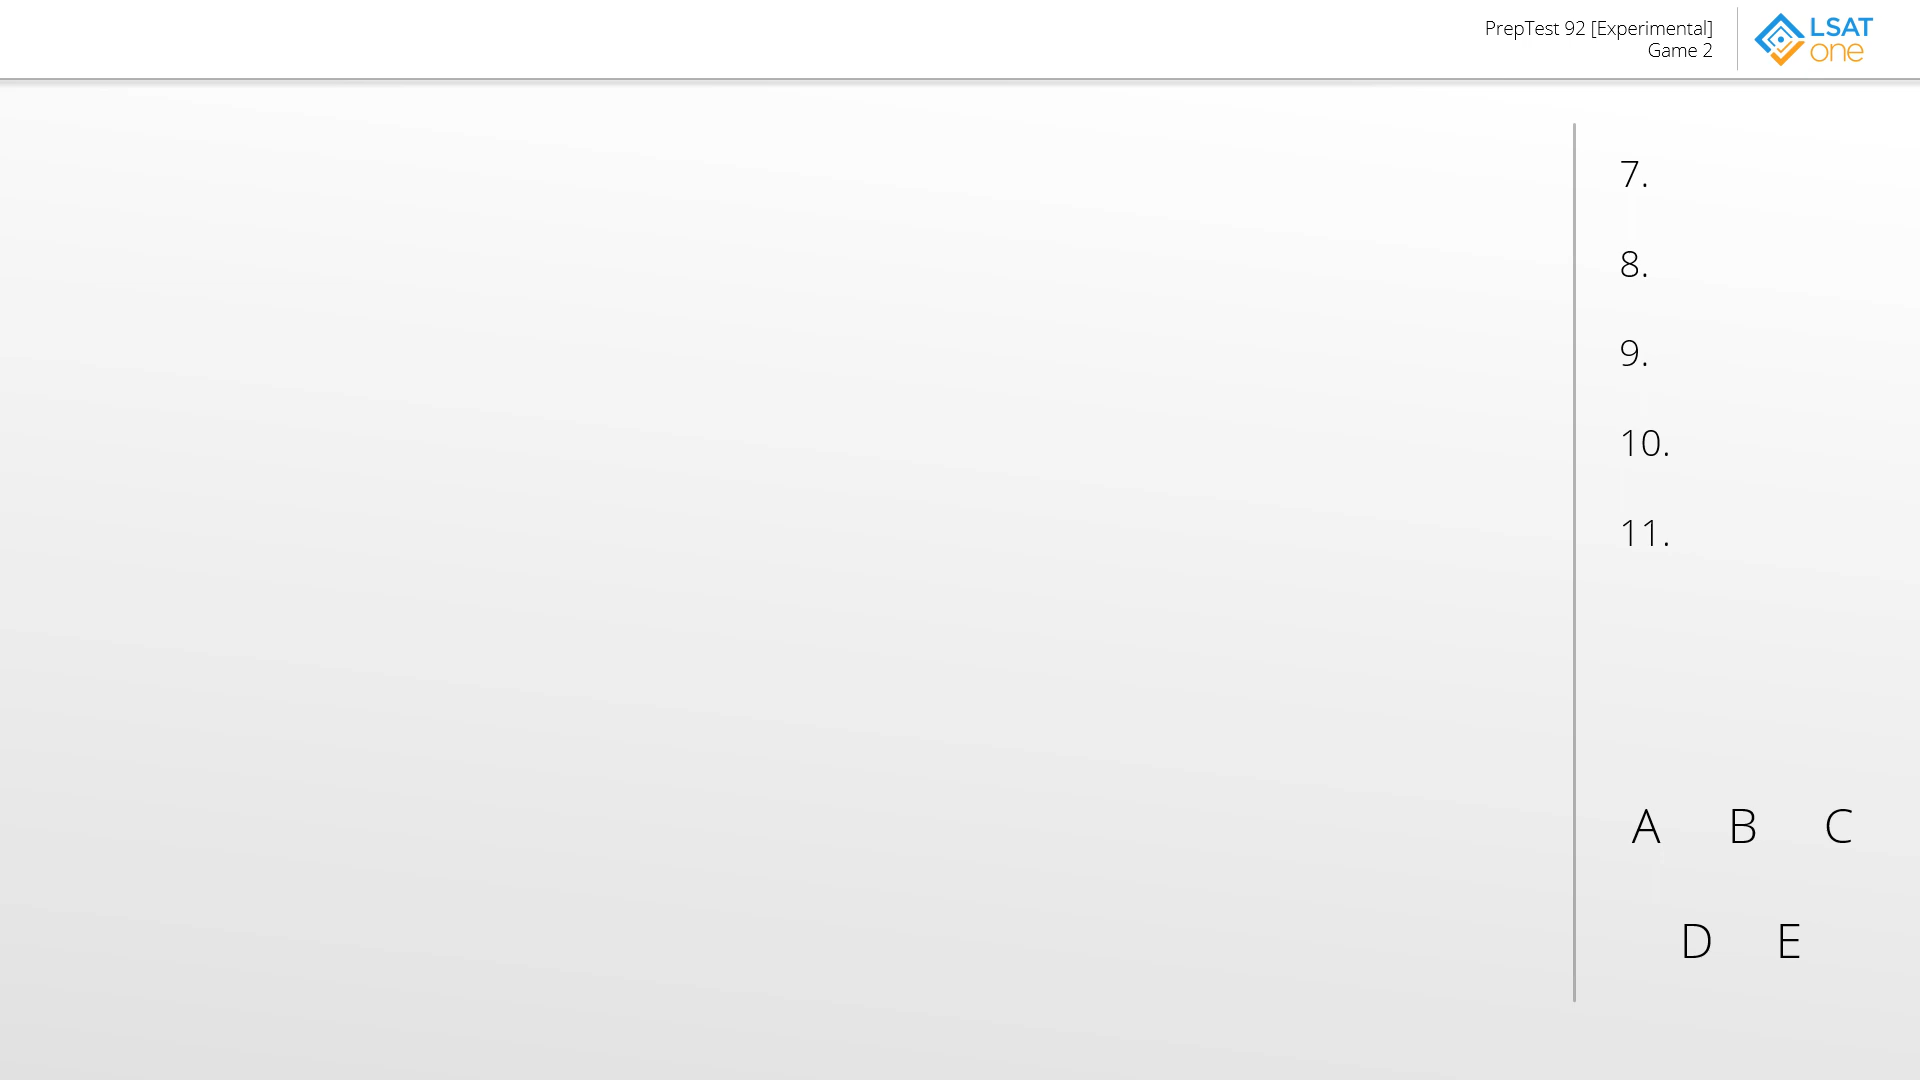 PrepTest 92 [Experimental]
Game 2
LSAT
one
7.
8.
9.
10.
11.
A B C
D E